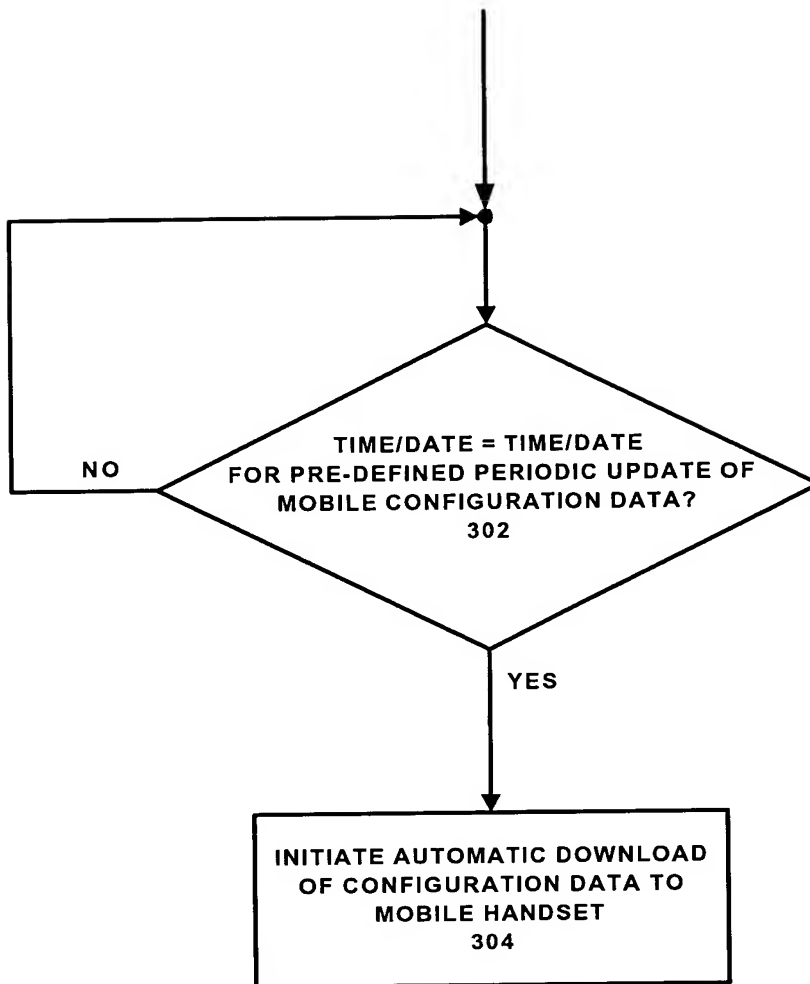 TIME/DATE = TIME/DATE
FOR PRE-DEFINED PERIODIC UPDATE OF
MOBILE CONFIGURATION DATA?
302
NO
YES
INITIATE AUTOMATIC DOWNLOAD
OF CONFIGURATION DATA TO
MOBILE HANDSET
304